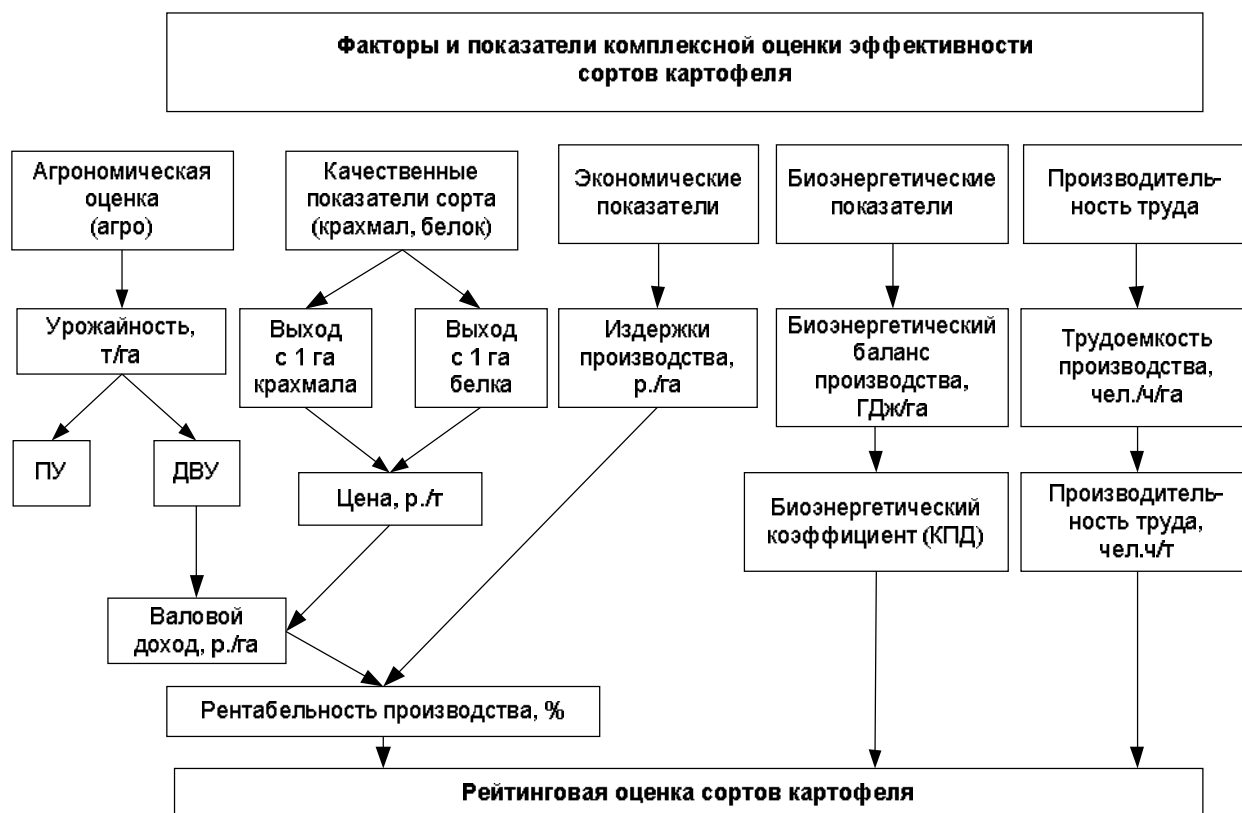 Факторы и показатели комплексной оценки эффективности
сортов картофеля
Агрономическая
оценка
(агро)
Качественные
показатели сорта
(крахмал, белок)
Экономические
показатели
Биоэнергетические
показатели
Производитель-
ность труда
Урожайность,
т/га
Выход
с 1 га
крахмала
Выход
с 1 га
белка
Издержки
производства,
р./га
Биоэнергетический
баланс
производства,
ГДж/га
Трудоемкость
производства,
чел./ч/га
ПУ
ДВУ
Цена, р./т
Биоэнергетический
коэффициент (КПД)
Производитель-
ность труда,
чел.ч/т
Валовой
доход, р./га
Рентабельность производства, %
Рейтинговая оценка сортов картофеля